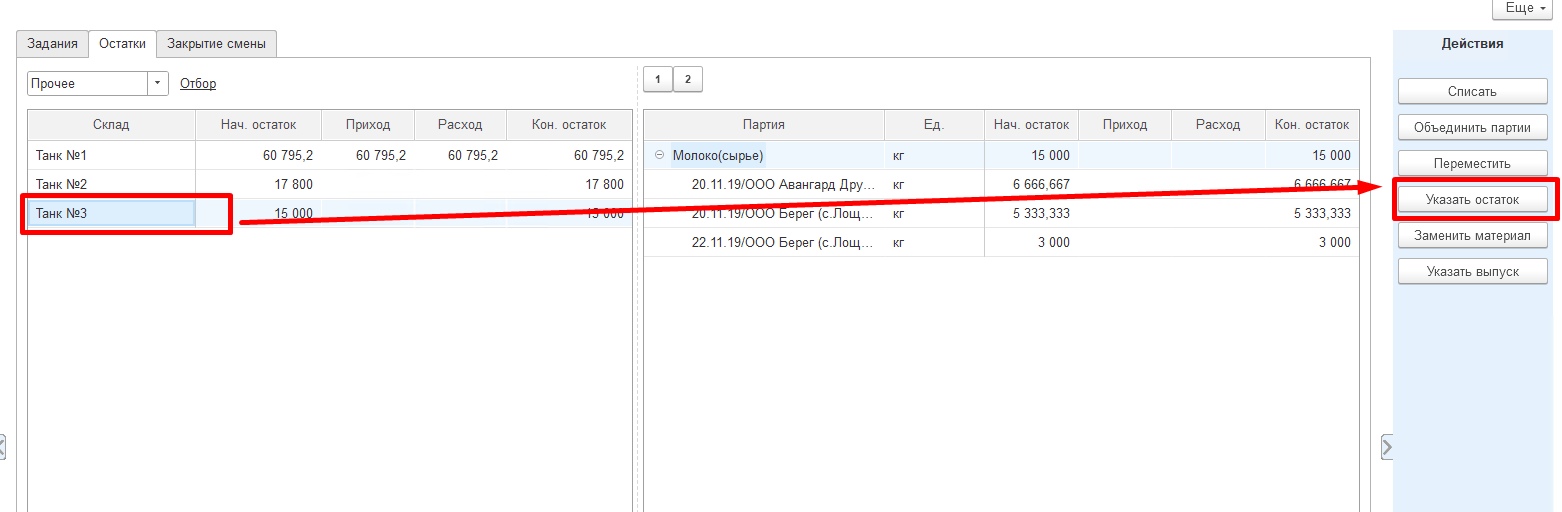 Еще
Задания Остатки Закрытие смены
Действия
Прочее Отбор
1 2
Склад Нач. остаток Приход Расход Кон. остаток
Танк №1 60 795,2 60 795,2 60 795,2 60 795,2
Танк №2 17 800 17 800
Танк №3 15 000 15 000
Партия Ед. Нач. остаток Приход Расход Кон. остаток
Молоко(сырье) кг 15 000 15 000
20.11.19/ООО Авангард Дру... кг 6 666,667 6 666,667
20.11.19/ООО Берег (с.Лощ... кг 5 333,333 5 333,333
22.11.19/ООО Берег (с.Лощ... кг 3 000 3 000
Списать
Объединить партии
Переместить
Указать остаток
Заменить материал
Указать выпуск